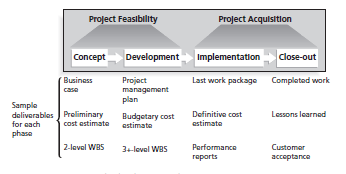 Project Feasibility Project Acquisition
Concept Development Implementation Close-out
Sample
deliverables
for each
phase
Business
case
Project
management
plan
Last work package
Completed work
Preliminary
cost estimate
Budgetary cost
estimate
Definitive cost
estimate
Lessons learned
2-level WBS
3+-level WBS
Performance
reports
Customer
acceptance